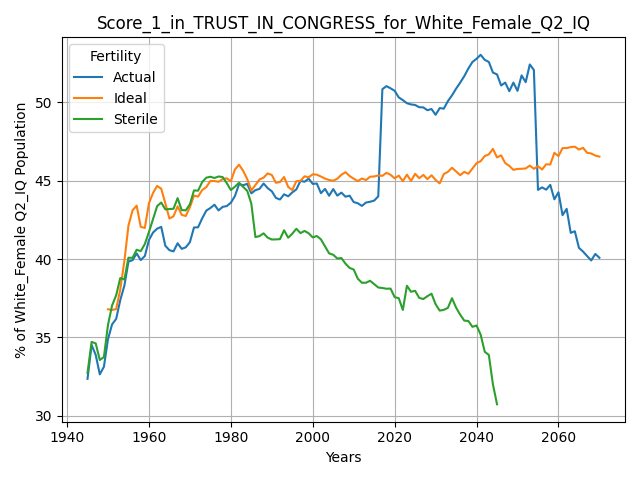 Score_1_in_TRUST_IN_CONGRESS_for_White_Female_Q2_IQ
Fertility
Actual
Ideal
Sterile
% of White_Female Q2_IQ Population
50
45
40
35
30
1940
1960
1980
2000
2020
2040
2060
Years